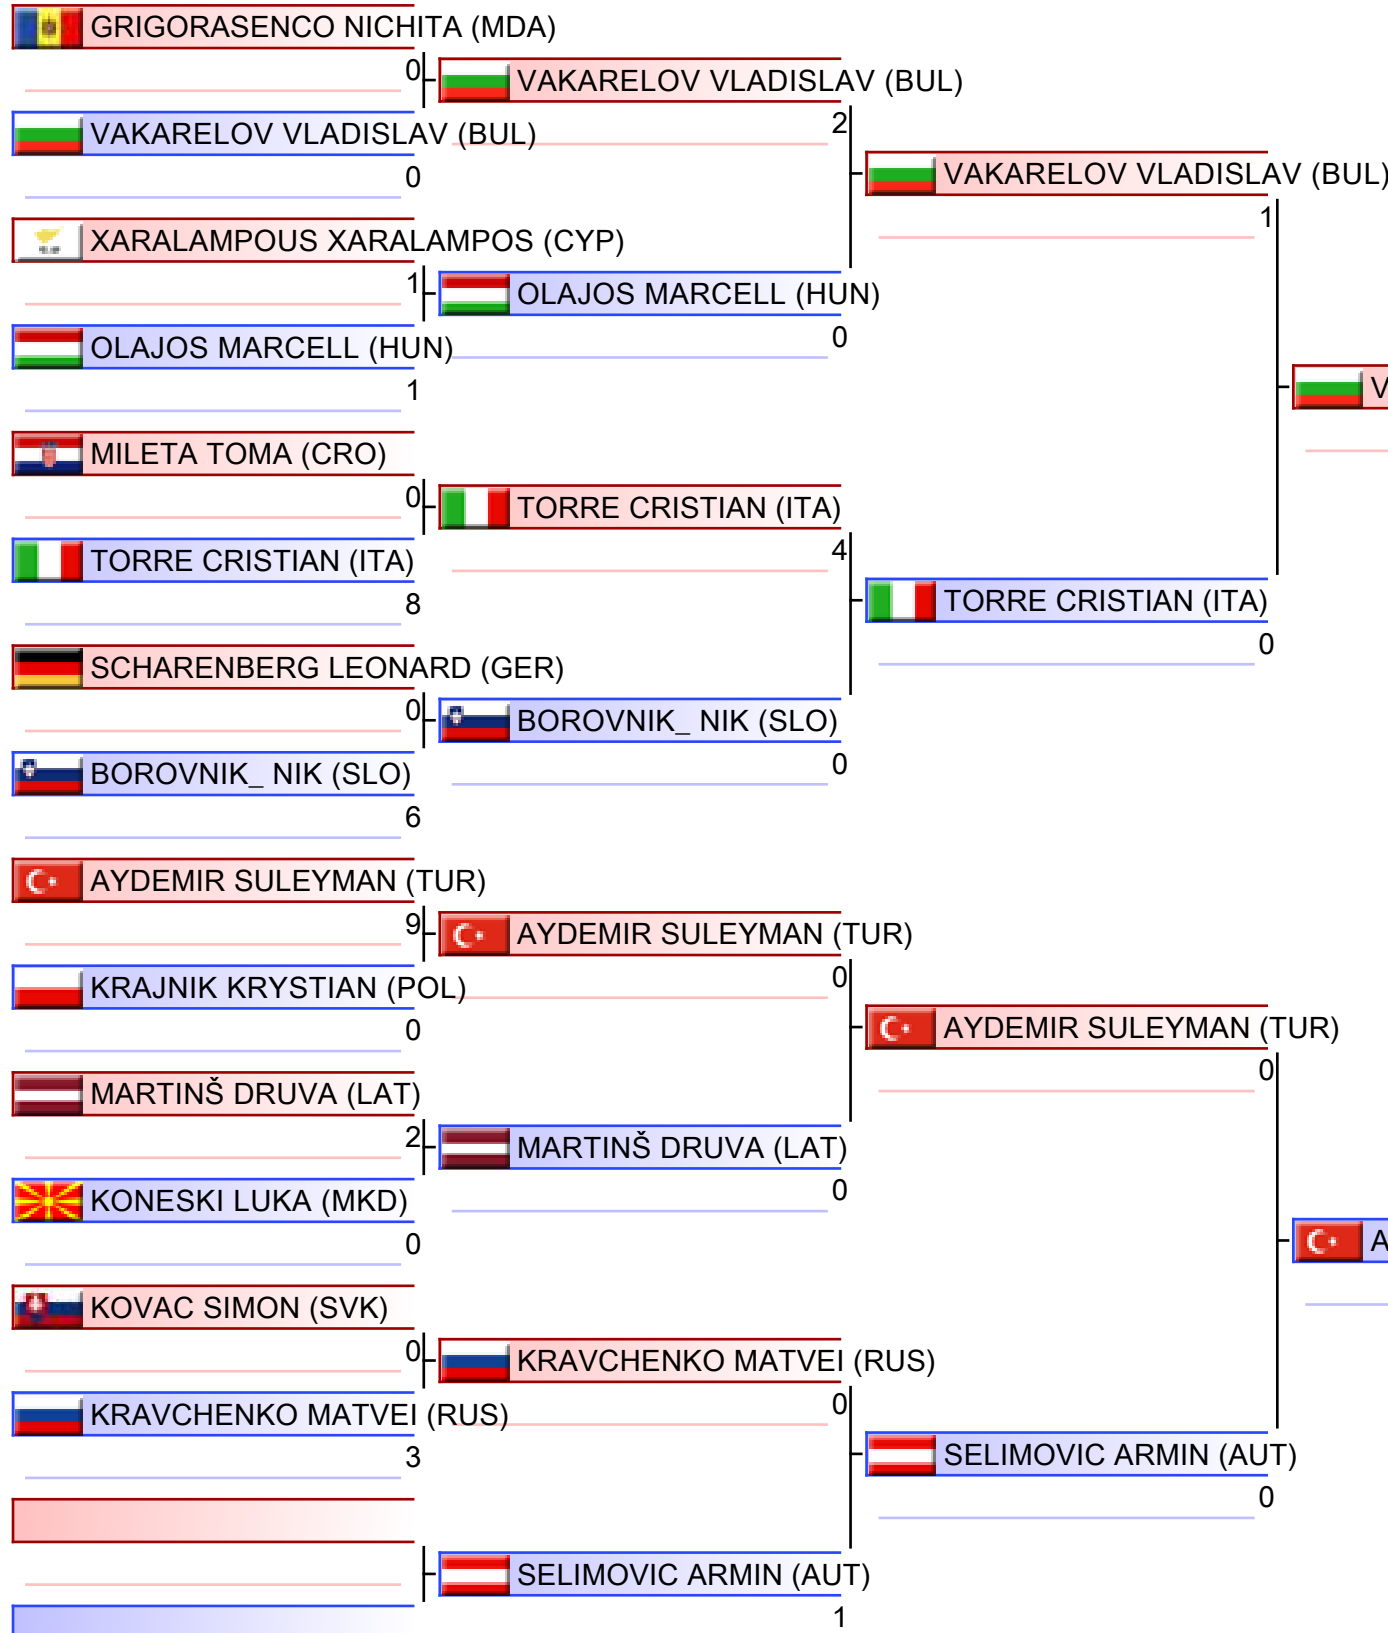 GRIGORASENCO NICHITA (MDA)
0
VAKARELOV VLADISLAV (BUL)
0
XARALAMPOUS XARALAMPOS (CYP)
1
OLAJOS MARCELL (HUN)
1
MILETA TOMA (CRO)
0
TORRE CRISTIAN (ITA)
8
SCHARENBERG LEONARD (GER)
0
BOROVNIK_ NIK (SLO)
6
AYDEMIR SULEYMAN (TUR)
9
KRAJNIK KRYSTIAN (POL)
0
MARTINŠ DRUVA (LAT)
2
KONESKI LUKA (MKD)
0
KOVAC SIMON (SVK)
0
KRAVCHENKO MATVEI (RUS)
3
VAKARELOV VLADISLAV (BUL)
2
OLAJOS MARCELL (HUN)
0
TORRE CRISTIAN (ITA)
4
BOROVNIK_ NIK (SLO)
0
AYDEMIR SULEYMAN (TUR)
0
MARTINŠ DRUVA (LAT)
0
KRAVCHENKO MATVEI (RUS)
0
SELIMOVIC ARMIN (AUT)
1
VAKARELOV VLADISLAV (BUL)
1
TORRE CRISTIAN (ITA)
0
AYDEMIR SULEYMAN (TUR)
0
SELIMOVIC ARMIN (AUT)
0
V
A